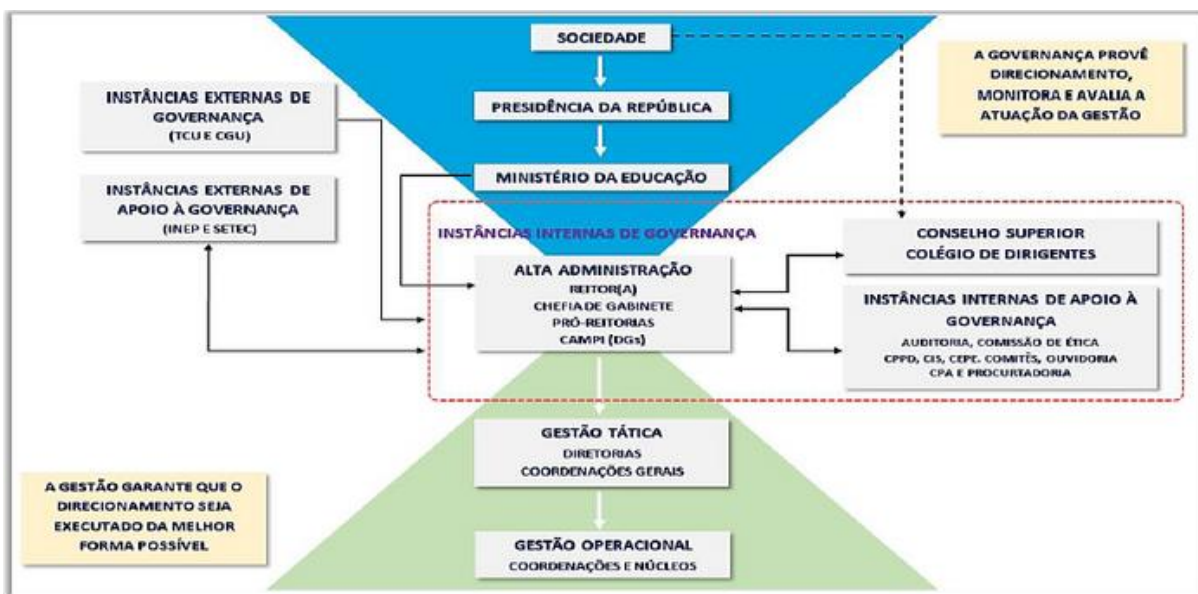 SOCIEDADE
A GOVERNANÇA PROVÊ
DIRECIONAMENTO,
MONITORA E AVALIA A
ATUAÇÃO DA GESTÃO
INSTÂNCIAS EXTERNAS DE
GOVERNANÇA
(TCU E CGU)
PRESIDÊNCIA DA REPÚBLICA
MINISTÉRIO DA EDUCAÇÃO
INSTÂNCIAS EXTERNAS DE
APOIO À GOVERNANÇA
(INEP E SETEC)
INSTÂNCIAS INTERNAS DE GOVERNANÇA
CONSELHO SUPERIOR
COLÉGIO DE DIRIGENTES
ALTA ADMINISTRAÇÃO
REITOR(A)
CHEFIA DE GABINETE
PRÓ-REITORIAS
CAMPI (DGs)
INSTÂNCIAS INTERNAS DE APOIO À
GOVERNANÇA
AUDITORIA, COMISSÃO DE ÉTICA
CPPD, CIS, CEPE. COMITÊS, OUVIDORIA
CPA E PROCURTADORIA
GESTÃO TÁTICA
DIRETORIAS
COORDENAÇÕES GERAIS
A GESTÃO GARANTE QUE O
DIRECIONAMENTO SEJA
EXECUTADO DA MELHOR
FORMA POSSÍVEL
GESTÃO OPERACIONAL
COORDENAÇÕES E NÚCLEOS